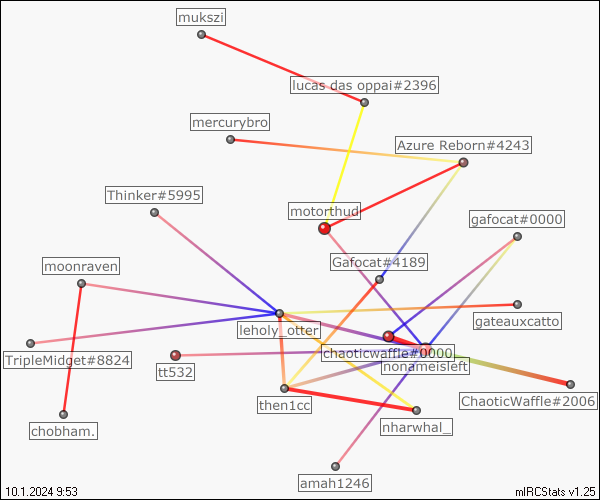 mukszi
lucas das oppai#2396
mercurybro
Azure Reborn#4243
Thinker#5995
motorthud
gafocat#0000
Gafocat#4189
moonraven
gateauxcatto
leholy_otter
chaoticwaffle#0000
TripleMidget#8824
nonameisleft
tt532
ChaoticWaffle#2006
then1cc
nharwhal_
chobham.
amah1246
10.1.2024 9:53
mIRCStats v1.25